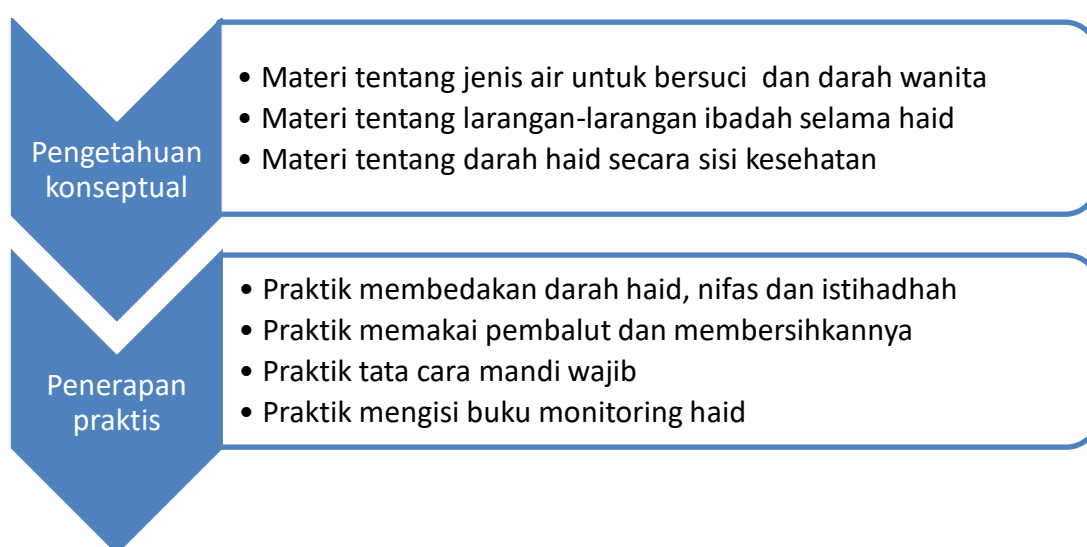 Pengetahuan
konseptual
• Materi tentang jenis air untuk bersuci dan darah wanita
• Materi tentang larangan-larangan ibadah selama haid
• Materi tentang darah haid secara sisi kesehatan
Penerapan
praktis
• Praktik membedakan darah haid, nifas dan istihadhah
• Praktik memakai pembalut dan membersihkannya
• Praktik tata cara mandi wajib
• Praktik mengisi buku monitoring haid